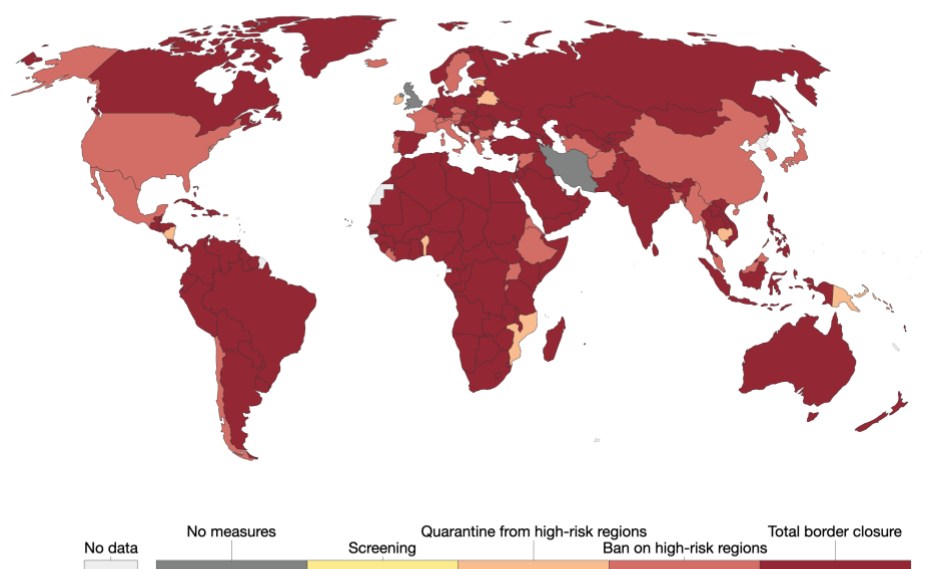 No measures
Quarantine from high-risk regions
Total border closure
No data
Screening
Ban on high-risk regions